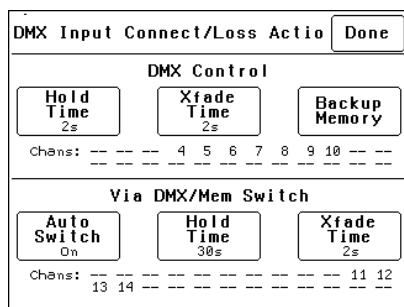 DMX Input Connect/Loss Actio Done
DMX Control
Hold Time 2s
Xfade Time 2s
Backup Memory
Chans: -- -- -- 4 5 6 7 8 9 10 -- --
-- -- -- -- -- -- -- -- -- -- -- --
Via DMX/Mem Switch
Auto Switch On
Hold Time 30s
Xfade Time 2s
Chans: -- -- -- -- -- -- -- -- -- -- 11 12
13 14 -- -- -- -- -- -- -- -- -- --